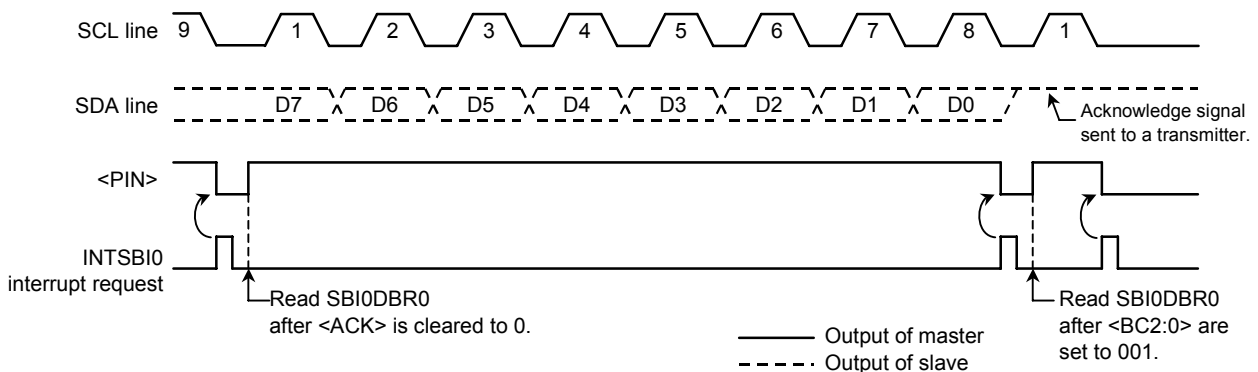 SCL line 9 1 2 3 4 5 6 7 8 1
SDA line D7 D6 D5 D4 D3 D2 D1 D0
Acknowledge signal
sent to a transmitter.
<PIN>
INTSBI0
interrupt request
Read SBI0DBR0
after <ACK> is cleared to 0.
Read SBI0DBR0
after <BC2:0> are
set to 001.
Output of master
Output of slave